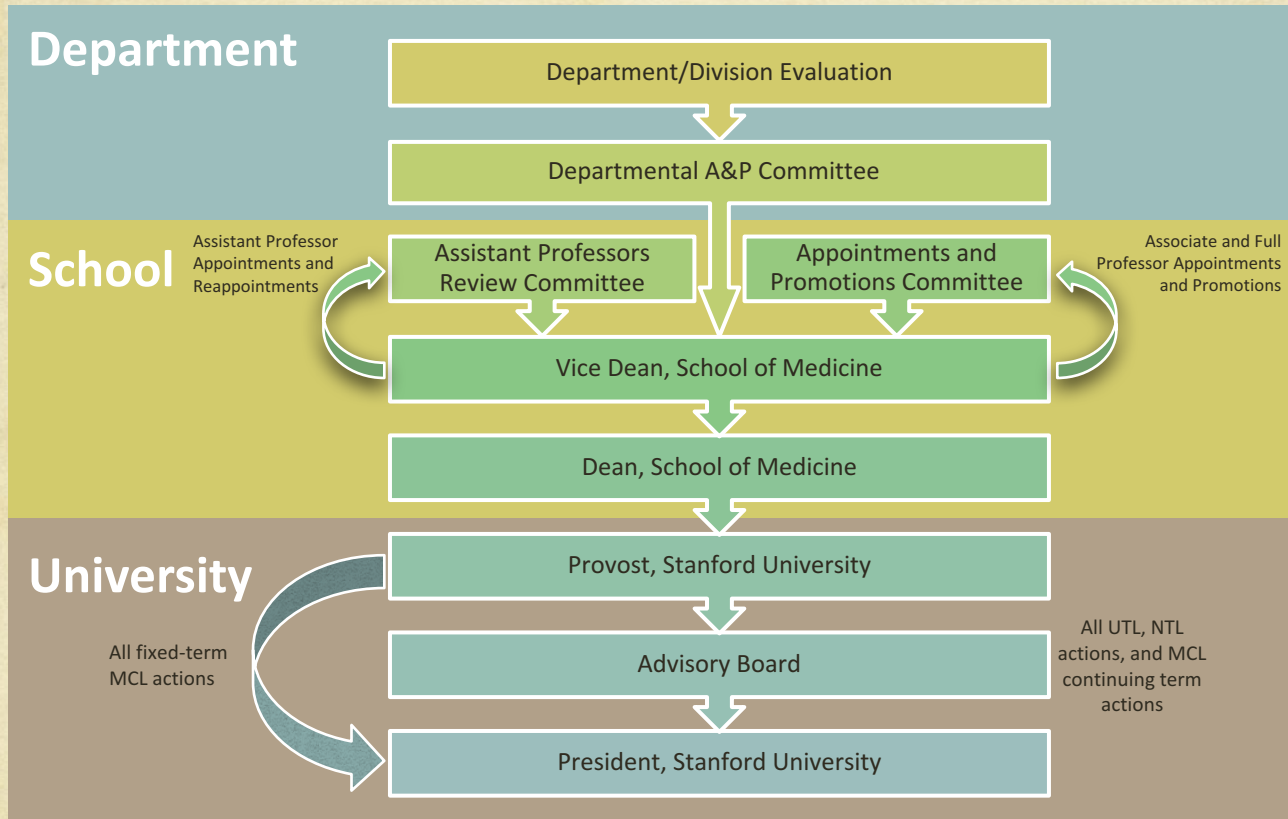 Department
Department/Division Evaluation
Departmental A&P Committee
School
Assistant Professor
Appointments and
Reappointments
Assistant Professors
Review Committee
Appointments and
Promotions Committee
Associate and Full
Professor Appointments
and Promotions
Vice Dean, School of Medicine
Dean, School of Medicine
University
Provost, Stanford University
All fixed-term
MCL actions
Advisory Board
All UTL, NTL
actions, and MCL
continuing term
actions
President, Stanford University